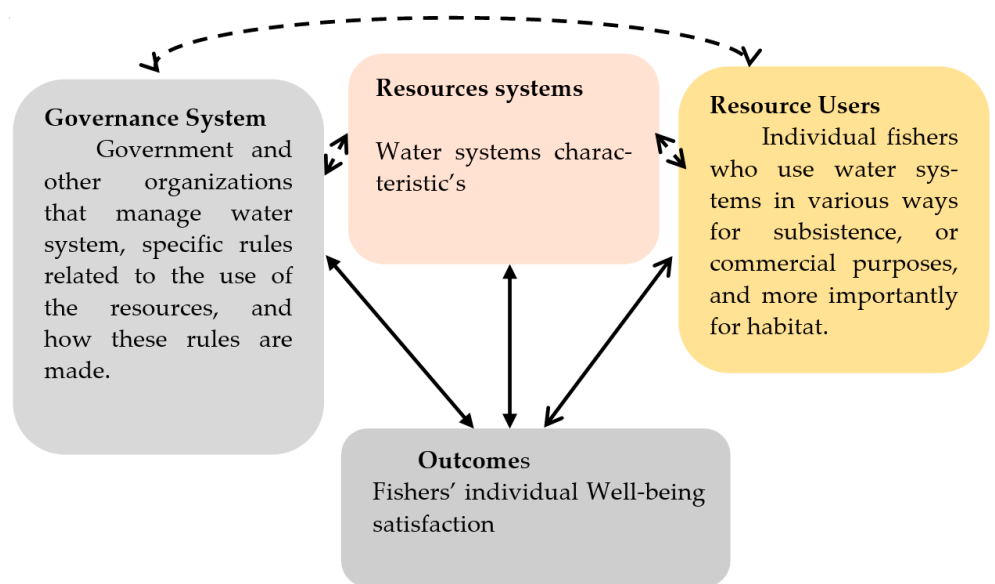 Governance System
Government and
other organizations
that manage water
system, specific rules
related to the use of
the resources, and
how these rules are
made.
Resources systems
Water systems charac-
teristic’s
Resource Users
Individual fishers
who use water sys-
tems in various ways
for subsistence, or
commercial purposes,
and more importantly
for habitat.
Outcomes
Fishers’ individual Well-being
satisfaction